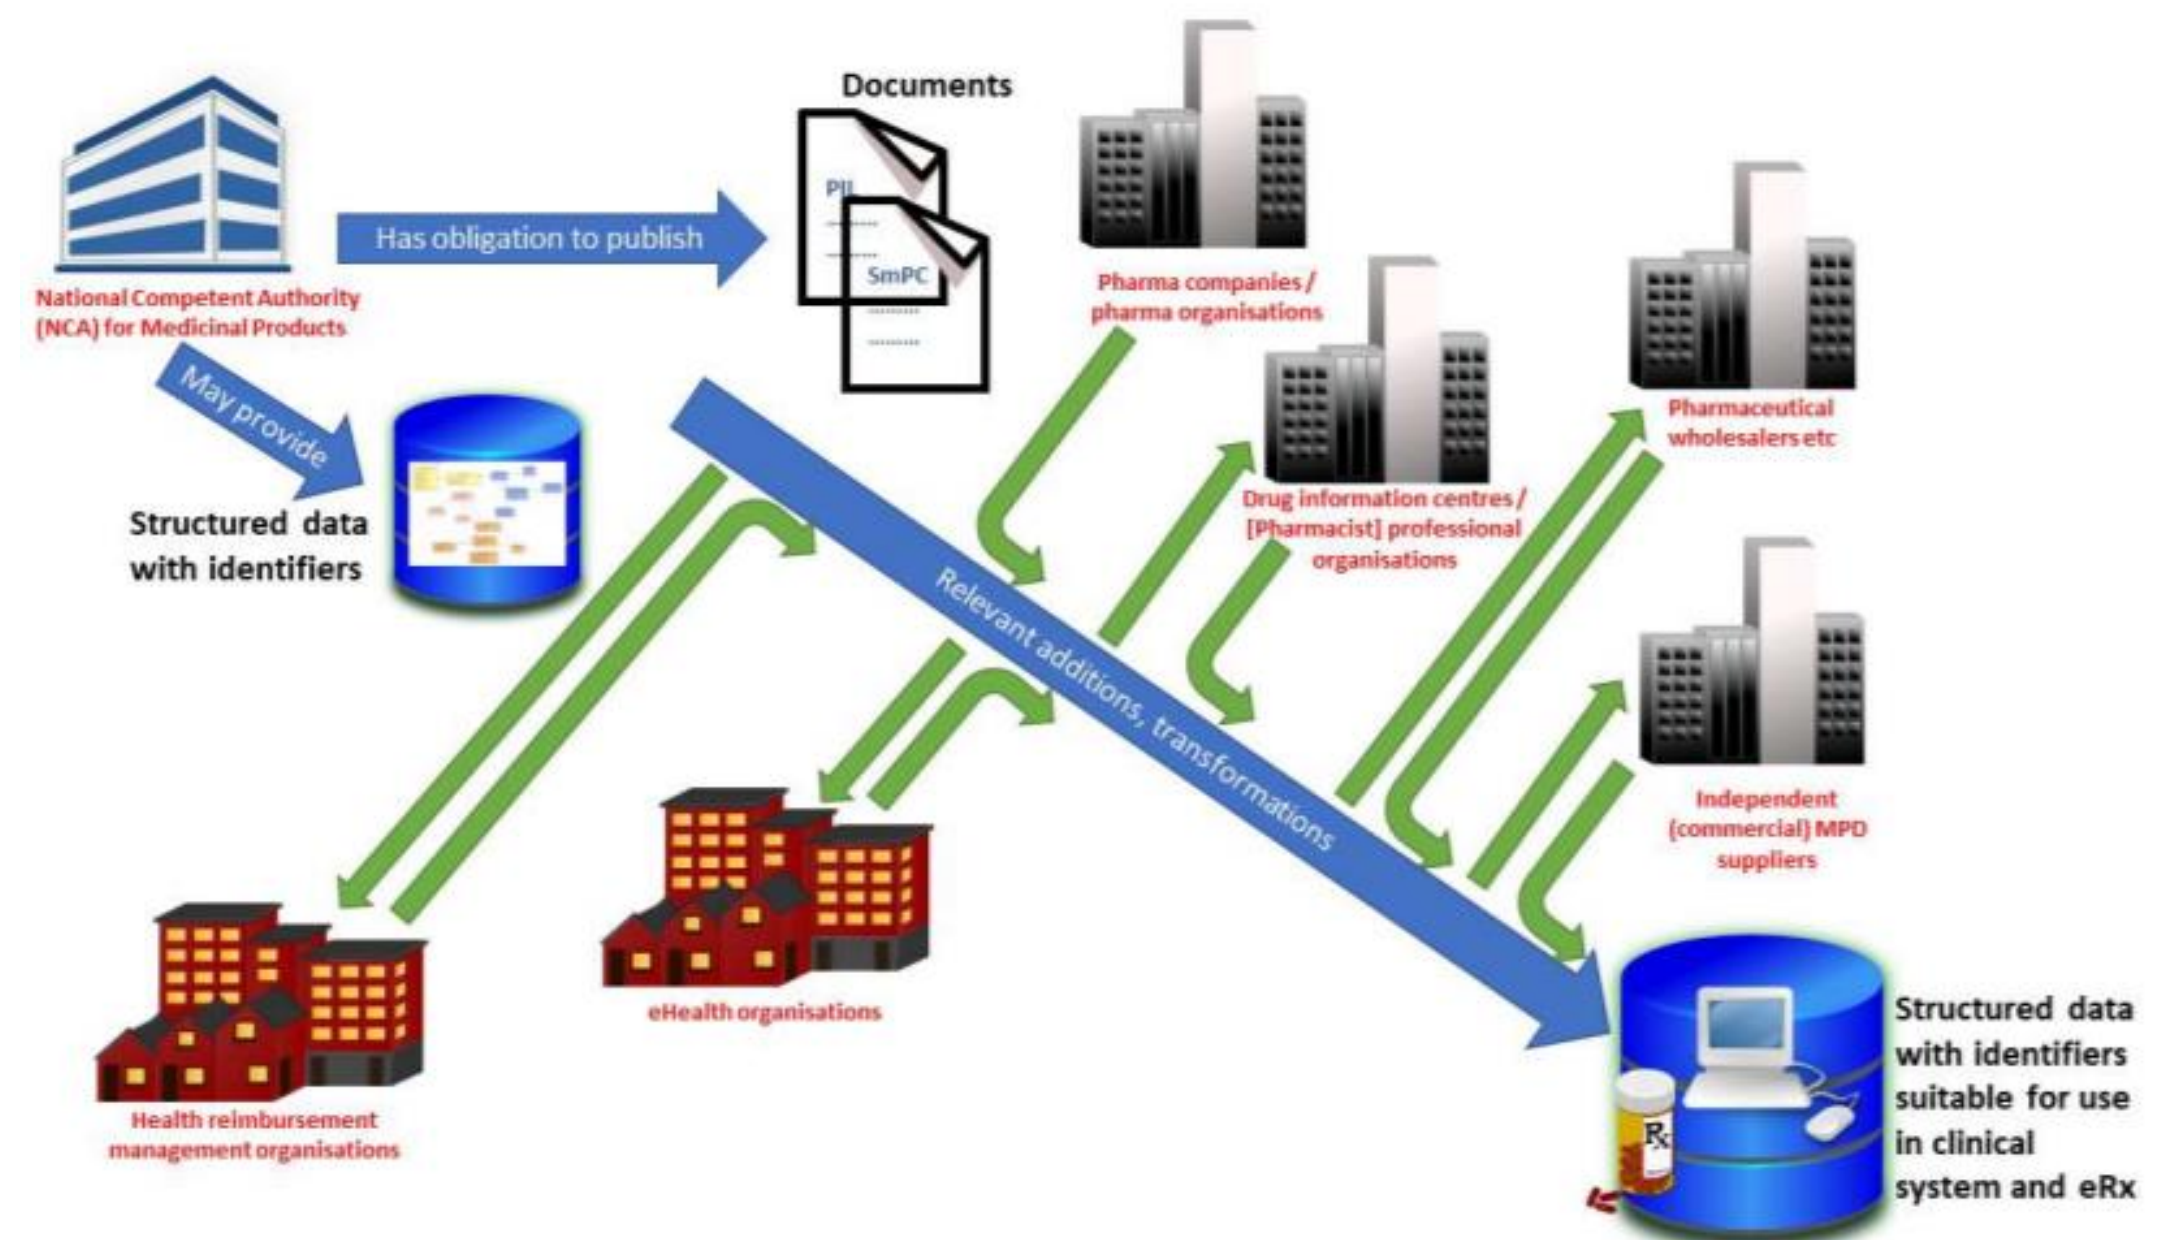 Documents
PIL
SmPC
Has obligation to publish
National Competent Authority
(NCA) for Medicinal Products
May provide
Structured data
with identifiers
Pharma companies /
pharma organisations
Drug information centres /
[Pharmacist] professional
organisations
Pharmaceutical
wholesalers etc
Independent
(commercial) MPD
suppliers
Relevant additions, transformations
eHealth organisations
Health reimbursement
management organisations
Rx
Structured data
with identifiers
suitable for use
in clinical
system and eRx